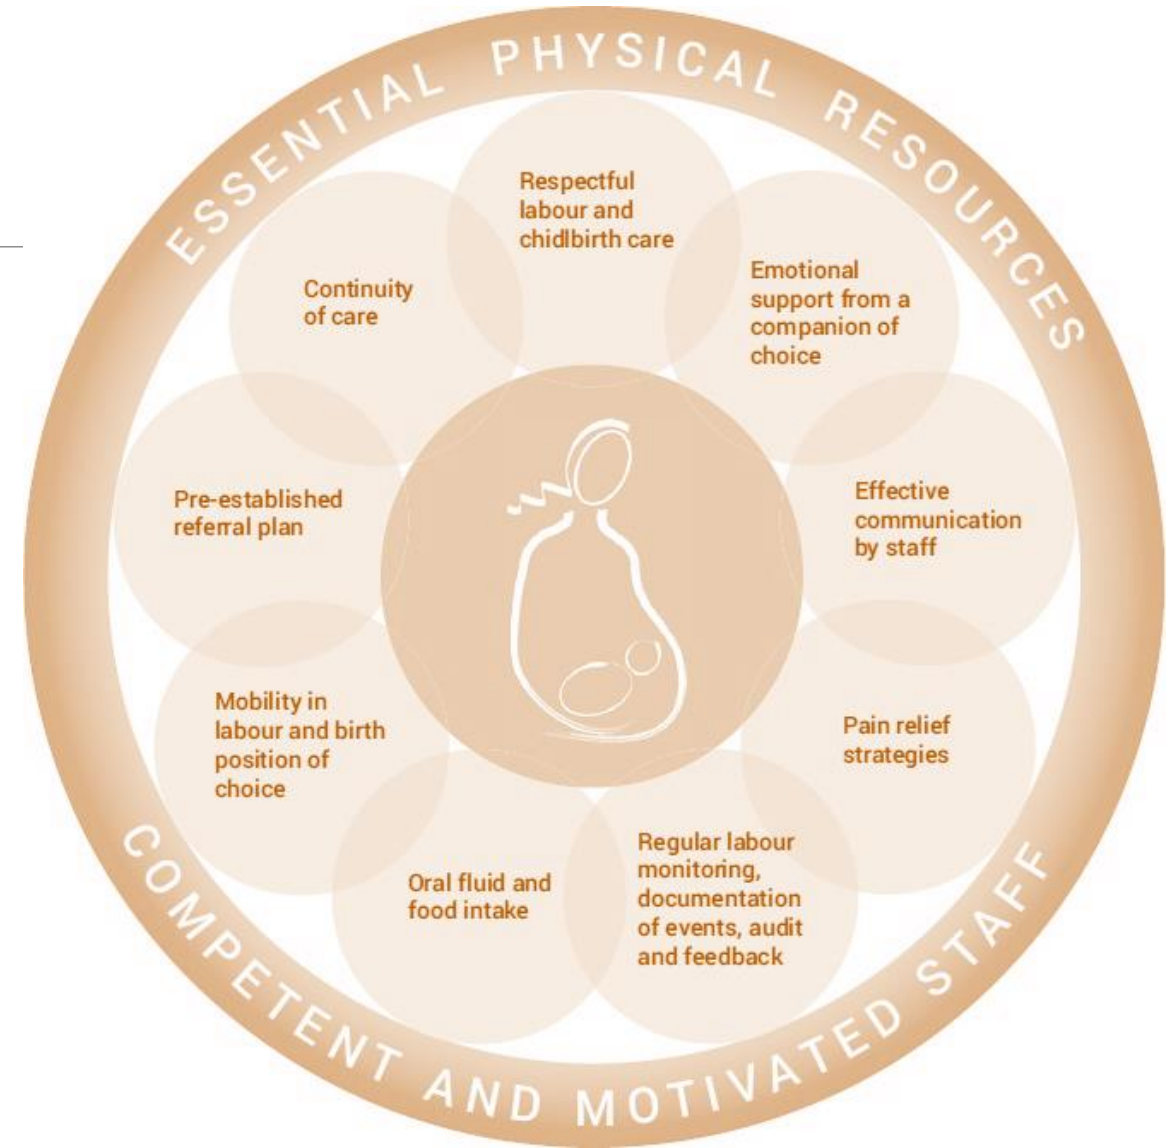 ESSENTIAL PHYSICAL RESOURCES
Respectful
labour and
chidlbirth care
Emotional
support from a
companion of
choice
Effective
communication
by staff
Pain relief
strategies
Regular labour
monitoring,
documentation
of events, audit
and feedback
Oral fluid and
food intake
Mobility in
labour and birth
position of
choice
Pre-established
referral plan
Continuity
of care
COMPETENT AND MOTIVATED STAFF